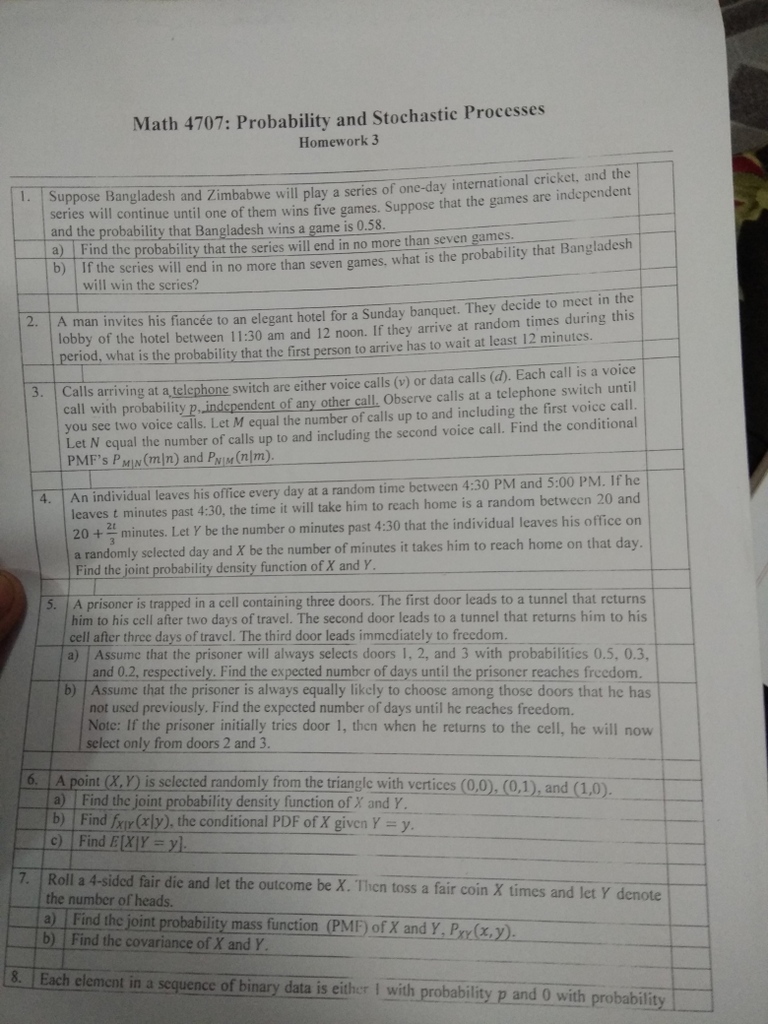 Math 4707: Probability and Stochastic Processes
Homework 3
1. Suppose Bangladesh and Zimbabwe will play a series of one-day international cricket, and the
series will continue until one of them wins five games. Suppose that the games are independent
and the probability that Bangladesh wins a game is 0.58.
a) Find the probability that the series will end in no more than seven games.
b) If the series will end in no more than seven games, what is the probability that Bangladesh
will win the series?
2. A man invites his fiancée to an elegant hotel for a Sunday banquet. They decide to meet in the
lobby of the hotel between 11:30 am and 12 noon. If they arrive at random times during this
period, what is the probability that the first person to arrive has to wait at least 12 minutes.
3. Calls arriving at a telephone switch are either voice calls (v) or data calls (d). Each call is a voice
call with probability p, independent of any other call. Observe calls at a telephone switch until
you see two voice calls. Let M equal the number of calls up to and including the first voice call.
Let N equal the number of calls up to and including the second voice call. Find the conditional
PMF's P_{M|N}(m|n) and P_{N|M}(n|m).
4. An individual leaves his office every day at a random time between 4:30 PM and 5:00 PM. If he
leaves t minutes past 4:30, the time it will take him to reach home is a random between 20 and
20 + 2t/3 minutes. Let Y be the number o minutes past 4:30 that the individual leaves his office on
a randomly selected day and X be the number of minutes it takes him to reach home on that day.
Find the joint probability density function of X and Y.
5. A prisoner is trapped in a cell containing three doors. The first door leads to a tunnel that returns
him to his cell after two days of travel. The second door leads to a tunnel that returns him to his
cell after three days of travel. The third door leads immediately to freedom.
a) Assume that the prisoner will always selects doors 1, 2, and 3 with probabilities 0.5, 0.3,
and 0.2, respectively. Find the expected number of days until the prisoner reaches freedom.
b) Assume that the prisoner is always equally likely to choose among those doors that he has
not used previously. Find the expected number of days until he reaches freedom.
Note: If the prisoner initially tries door 1, then when he returns to the cell, he will now
select only from doors 2 and 3.
6. A point (X, Y) is selected randomly from the triangle with vertices (0,0), (0,1), and (1,0).
a) Find the joint probability density function of X and Y.
b) Find f_{X|Y}(x|y), the conditional PDF of X given Y = y.
c) Find E[X|Y = y].
7. Roll a 4-sided fair die and let the outcome be X. Then toss a fair coin X times and let Y denote
the number of heads.
a) Find the joint probability mass function (PMF) of X and Y, P_{XY}(x, y).
b) Find the covariance of X and Y.
8. Each element in a sequence of binary data is either 1 with probability p and 0 with probability